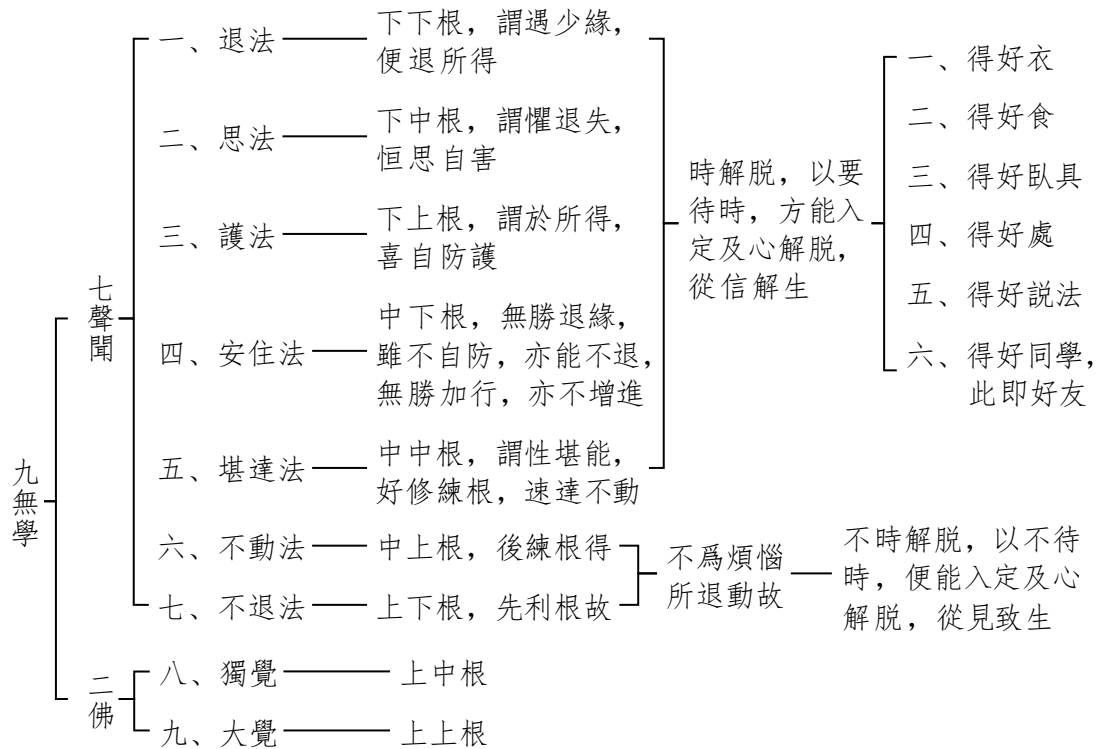 九無學
七聲聞
一、退法
下下根，謂遇少緣，
便退所得
二、思法
下中根，謂懼退失，
恒思自害
三、護法
下上根，謂於所得，
喜自防護
四、安住法
中下根，無勝退緣，
雖不自防，亦能不退，
無勝加行，亦不增進
五、堪達法
中中根，謂性堪能，
好修練根，速達不動
時解脱，以要
待時，方能入
定及心解脱，
從信解生
一、得好衣
二、得好食
三、得好臥具
四、得好處
五、得好説法
六、得好同學，
此即好友
六、不動法
中上根，後練根得
七、不退法
上下根，先利根故
不爲煩惱
所退動故
不時解脱，以不待
時，便能入定及心
解脱，從見致生
二佛
八、獨覺
上中根
九、大覺
上上根